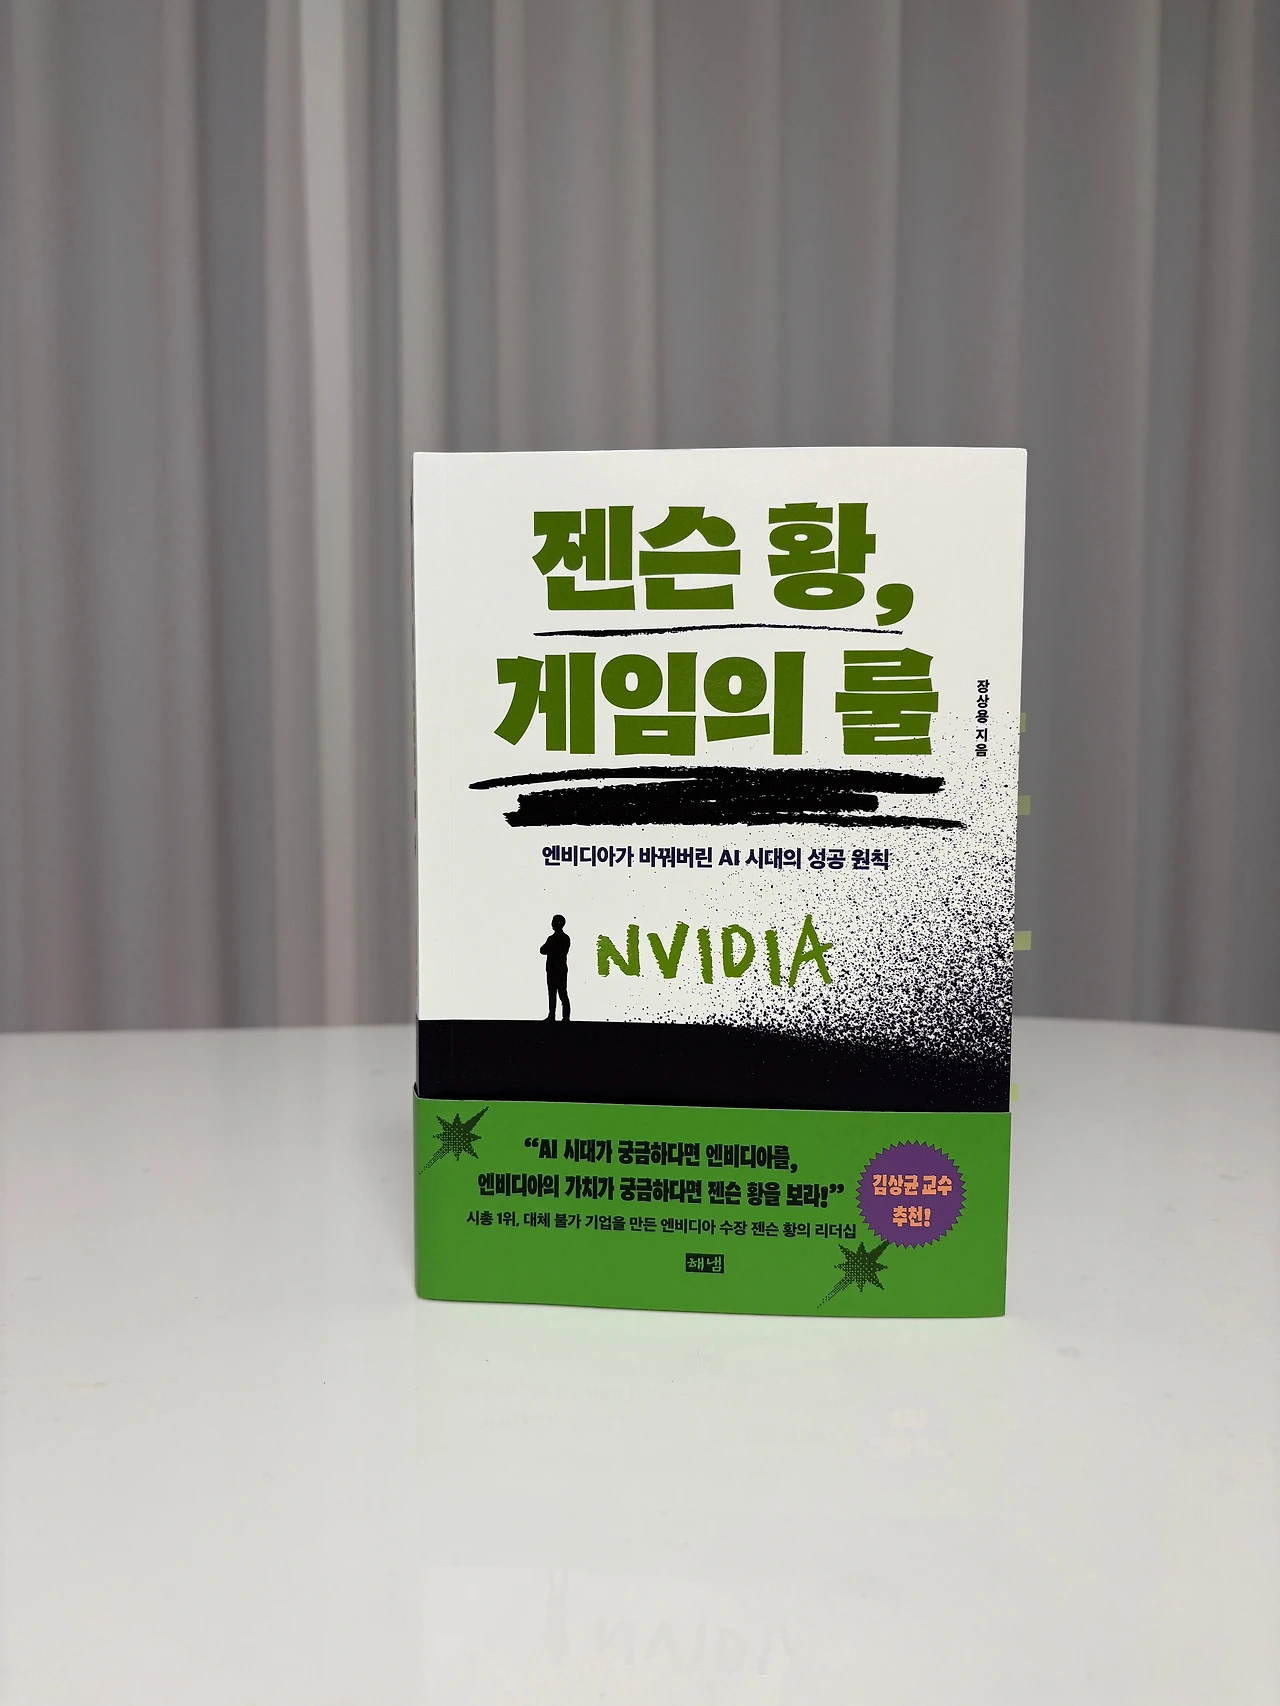 젠슨 황,
게임의 룰
장상용 지음
엔비디아가 바꿔버린 AI 시대의 성공 원칙
NVIDIA
“AI 시대가 궁금하다면 엔비디아를,
엔비디아의 가치가 궁금하다면 젠슨 황을 보라!”
시총 1위, 대체 불가 기업을 만든 엔비디아 수장 젠슨 황의 리더십
김상균 교수
추천!
해냄